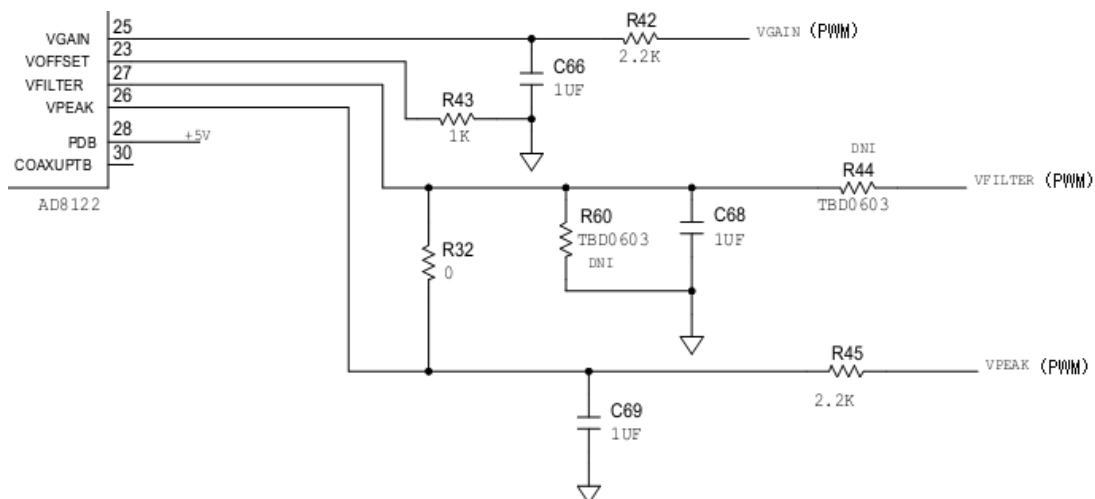 25
VGAIN
23
VOFFSET
27
VFILTER
26
VPEAK
28
PDB
+5V
30
COAXUPTB
AD8122
R42
2.2K
VGAIN (PWM)
C66
1UF
R43
1K
DNI
R44
TBD0603
VFILTER (PWM)
R60
TBD0603
DNI
C68
1UF
R32
0
R45
2.2K
VPEAK (PWM)
C69
1UF